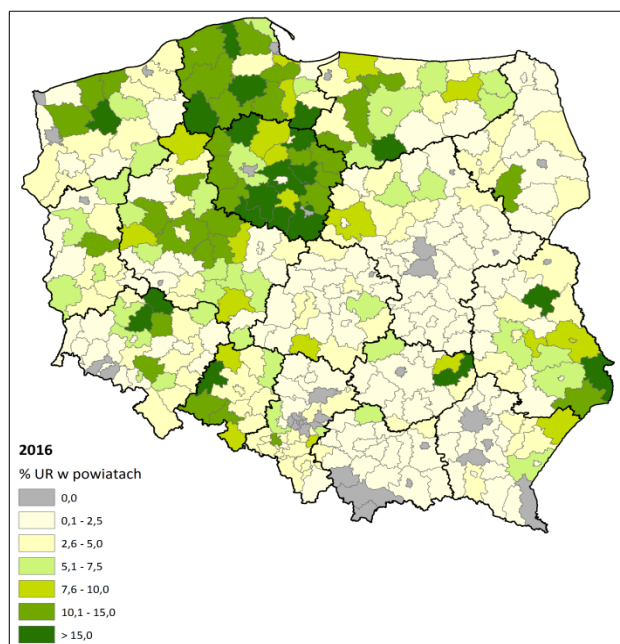 2016
% UR w powiatach
0,0
0,1 - 2,5
2,6 - 5,0
5,1 - 7,5
7,6 - 10,0
10,1 - 15,0
> 15,0